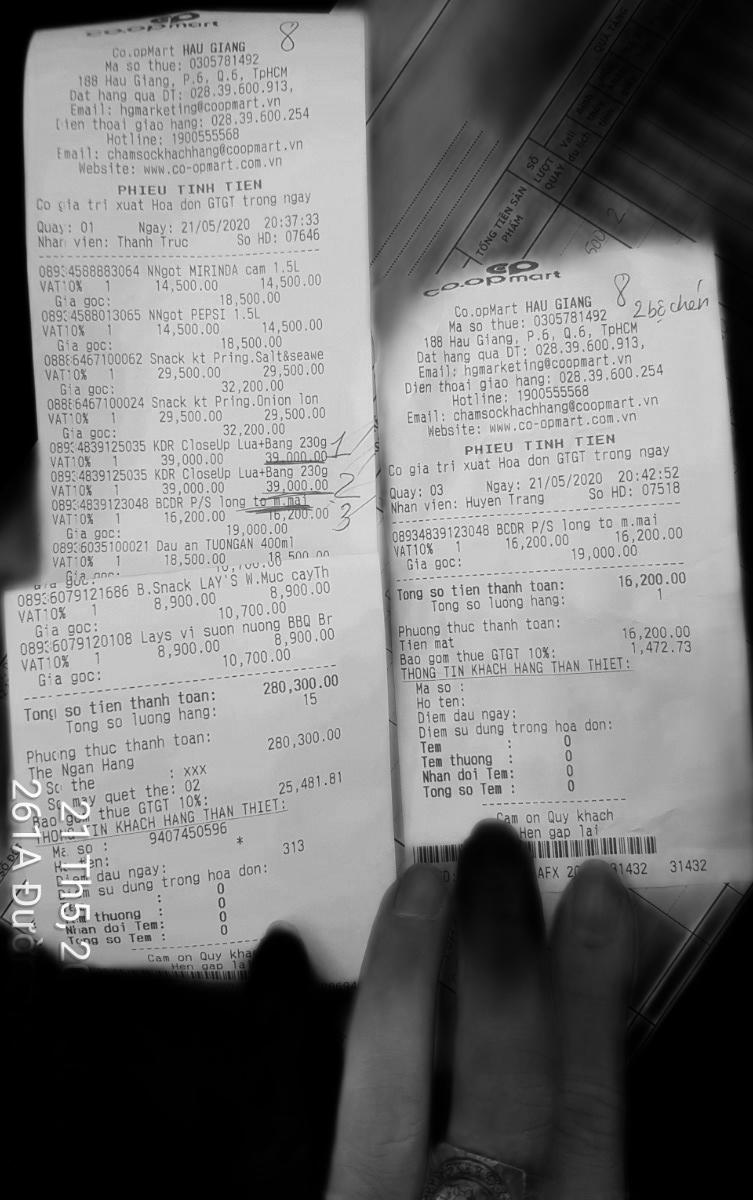 co.opmart
8
Co.opMart HAU GIANG
Ma so thue: 0305781492
188 Hau Giang, P.6, Q.6, TpHCM
Dat hang qua DT: 028.39.600.913,
Email: hgmarketing@coopmart.vn
Dien thoai giao hang: 028.39.600.254
Hotline: 1900555568
Email: chamsockhachhang@coopmart.vn
Website: www.co-opmart.com.vn
PHIEU TINH TIEN
Co gia tri xuat Hoa don GTGT trong ngay
Quay: 01 Ngay: 21/05/2020 20:37:33
Nhan vien: Thanh Truc So HD: 07646
08934588883064 NNgot MIRINDA cam 1.5L
VAT10% 1 14,500.00 14,500.00
Gia goc: 18,500.00
08934588013065 NNgot PEPSI 1.5L
VAT10% 1 14,500.00 14,500.00
Gia goc: 18,500.00
08886467100062 Snack kt Pring.Salt&seawe
VAT10% 1 29,500.00 29,500.00
Gia goc: 32,200.00
08886467100024 Snack kt Pring.Onion lon
VAT10% 1 29,500.00 29,500.00
Gia goc: 32,200.00
08934839125035 KDR CloseUp Lua+Bang 230g
VAT10% 1 39,000.00 39,000.00 1
08934839125035 KDR CloseUp Lua+Bang 230g
VAT10% 1 39,000.00 39,000.00 2
08934839123048 BCDR P/S long to m.mai
VAT10% 1 16,200.00 16,200.00 3
Gia goc: 19,000.00
08936035100021 Dau an TUONGAN 400ml
VAT10% 1 18,500.00 18,500.00
Gia goc:
08936079121686 B.Snack LAY'S W.Muc cayTh
VAT10% 1 8,900.00 8,900.00
Gia goc: 10,700.00
08936079120108 Lays vi suon nuong BBQ Br
VAT10% 1 8,900.00 8,900.00
Gia goc: 10,700.00
Tong so tien thanh toan: 280,300.00
Tong so luong hang: 15
Phuong thuc thanh toan:
The Ngan Hang 280,300.00
So the : xxx
So may quet the: 02
Bao gom thue GTGT 10%: 25,481.81
THONG TIN KHACH HANG THAN THIET:
Ma so : 9407450596
Ho ten: *
Diem dau ngay: 313
Diem su dung trong hoa don:
: 0
Tem thuong : 0
Nhan doi Tem: 0
Tong so Tem : 0
Cam on Quy kha
Hen gap lai
co.opmart
8
2 bộ chén
Co.opMart HAU GIANG
Ma so thue: 0305781492
188 Hau Giang, P.6, Q.6, TpHCM
Dat hang qua DT: 028.39.600.913,
Email: hgmarketing@coopmart.vn
Dien thoai giao hang: 028.39.600.254
Hotline: 1900555568
Email: chamsockhachhang@coopmart.vn
Website: www.co-opmart.com.vn
PHIEU TINH TIEN
Co gia tri xuat Hoa don GTGT trong ngay
Quay: 03 Ngay: 21/05/2020 20:42:52
Nhan vien: Huyen Trang So HD: 07518
08934839123048 BCDR P/S long to m.mai
VAT10% 1 16,200.00 16,200.00
Gia goc: 19,000.00
Tong so tien thanh toan: 16,200.00
Tong so luong hang: 1
Phuong thuc thanh toan:
Tien mat 16,200.00
Bao gom thue GTGT 10%: 1,472.73
THONG TIN KHACH HANG THAN THIET:
Ma so :
Ho ten:
Diem dau ngay:
Diem su dung trong hoa don:
Tem : 0
Tem thuong : 0
Nhan doi Tem: 0
Tong so Tem : 0
Cam on Quy khach
Hen gap lai
AFX 20 31432 31432
TỔNG TIỀN SẢN PHẨM
SỐ LƯỢT QUAY
QUÀ TẶNG
Vali du lịch
21 Th5, 2
261A Đườ